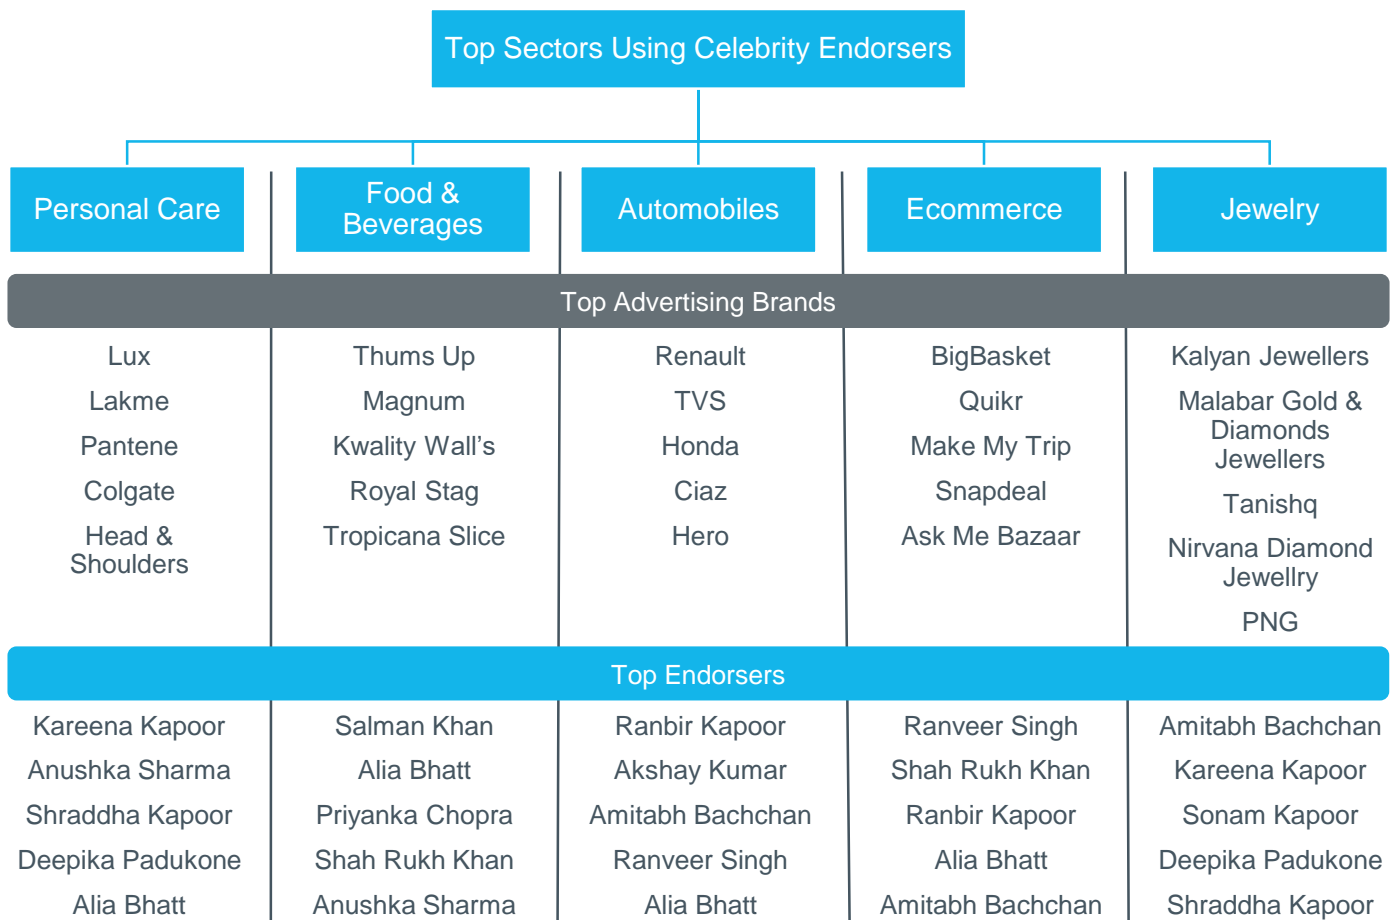 Top Sectors Using Celebrity Endorsers
Personal Care
Food &
Beverages
Automobiles
Ecommerce
Jewelry
Top Advertising Brands
Lux
Lakme
Pantene
Colgate
Head &
Shoulders
Thums Up
Magnum
Kwality Wall’s
Royal Stag
Tropicana Slice
Renault
TVS
Honda
Ciaz
Hero
BigBasket
Quikr
Make My Trip
Snapdeal
Ask Me Bazaar
Kalyan Jewellers
Malabar Gold &
Diamonds
Jewellers
Tanishq
Nirvana Diamond
Jewellry
PNG
Top Endorsers
Kareena Kapoor
Anushka Sharma
Shraddha Kapoor
Deepika Padukone
Alia Bhatt
Salman Khan
Alia Bhatt
Priyanka Chopra
Shah Rukh Khan
Anushka Sharma
Ranbir Kapoor
Akshay Kumar
Amitabh Bachchan
Ranveer Singh
Alia Bhatt
Ranveer Singh
Shah Rukh Khan
Ranbir Kapoor
Alia Bhatt
Amitabh Bachchan
Amitabh Bachchan
Kareena Kapoor
Sonam Kapoor
Deepika Padukone
Shraddha Kapoor